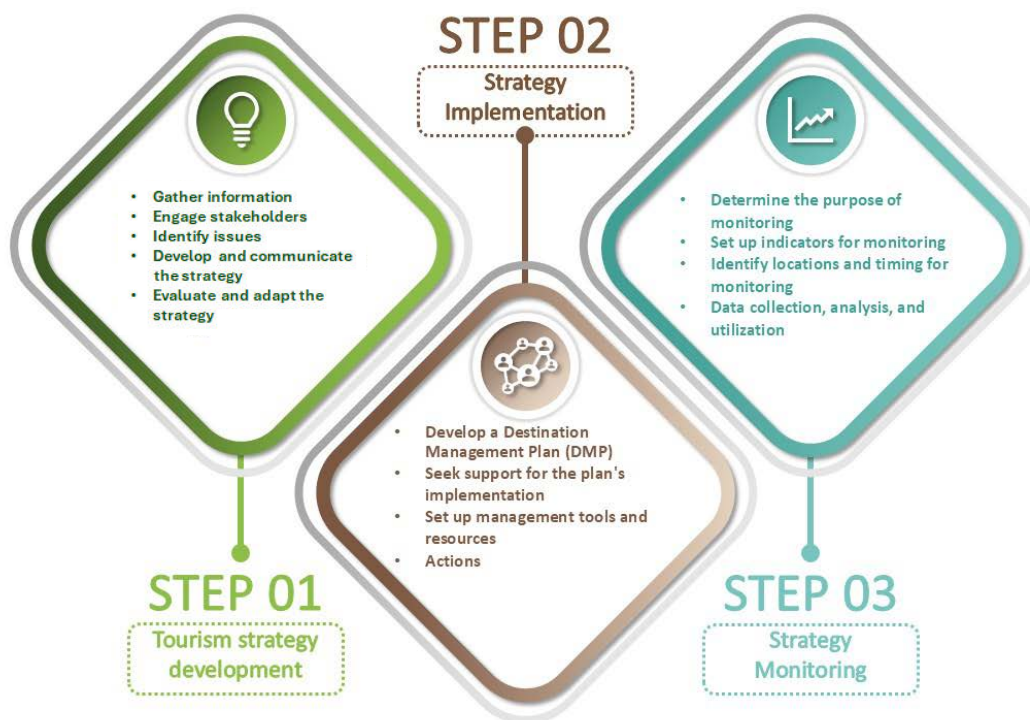 STEP 02
Strategy
Implementation
• Gather information
• Engage stakeholders
• Identify issues
• Develop and communicate
the strategy
• Evaluate and adapt the
strategy
• Determine the purpose of
monitoring
• Set up indicators for monitoring
• Identify locations and timing for
monitoring
• Data collection, analysis, and
utilization
• Develop a Destination
Management Plan (DMP)
• Seek support for the plan's
implementation
• Set up management tools and
resources
• Actions
STEP 01
Tourism strategy
development
STEP 03
Strategy
Monitoring